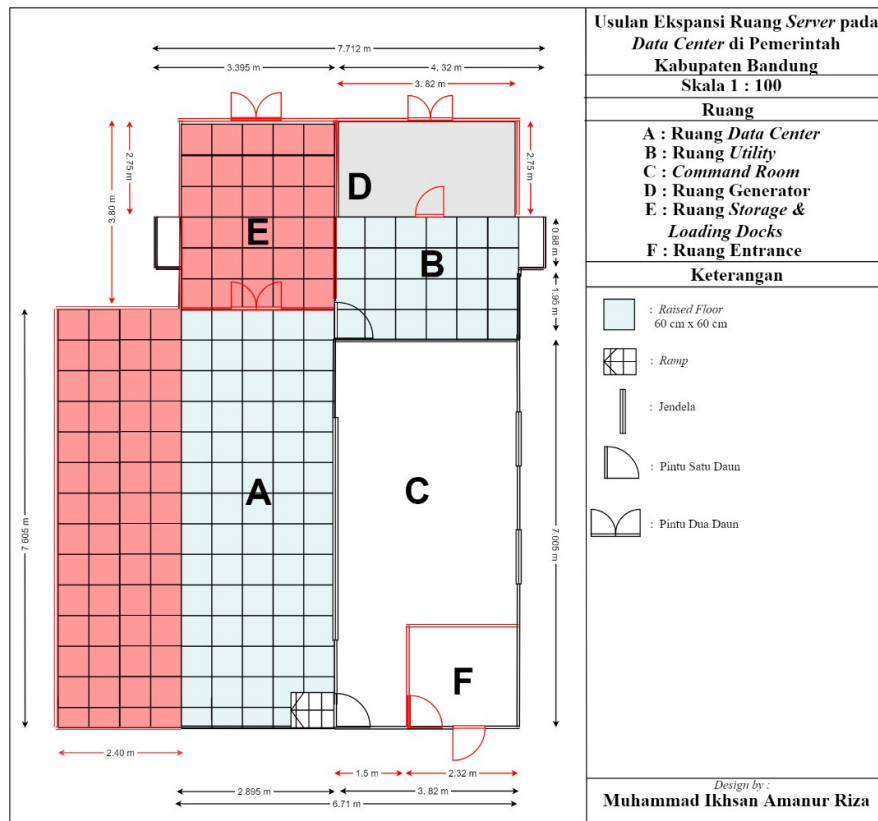 7.712 m
3.395 m
4. 32 m
3. 82 m
2.75 m
3.80 m
2.75 m
D
E
B
0.88 m
1.95 m
A
C
7.605 m
7.005 m
F
2.40 m
1.5 m
2.32 m
2.895 m
3. 82 m
6.71 m
Usulan Ekspansi Ruang Server pada
Data Center di Pemerintah
Kabupaten Bandung
Skala 1 : 100
Ruang
A : Ruang Data Center
B : Ruang Utility
C : Command Room
D : Ruang Generator
E : Ruang Storage &
Loading Docks
F : Ruang Entrance
Keterangan
: Raised Floor
60 cm x 60 cm
: Ramp
: Jendela
: Pintu Satu Daun
: Pintu Dua Daun
Design by :
Muhammad Ikhsan Amanur Riza